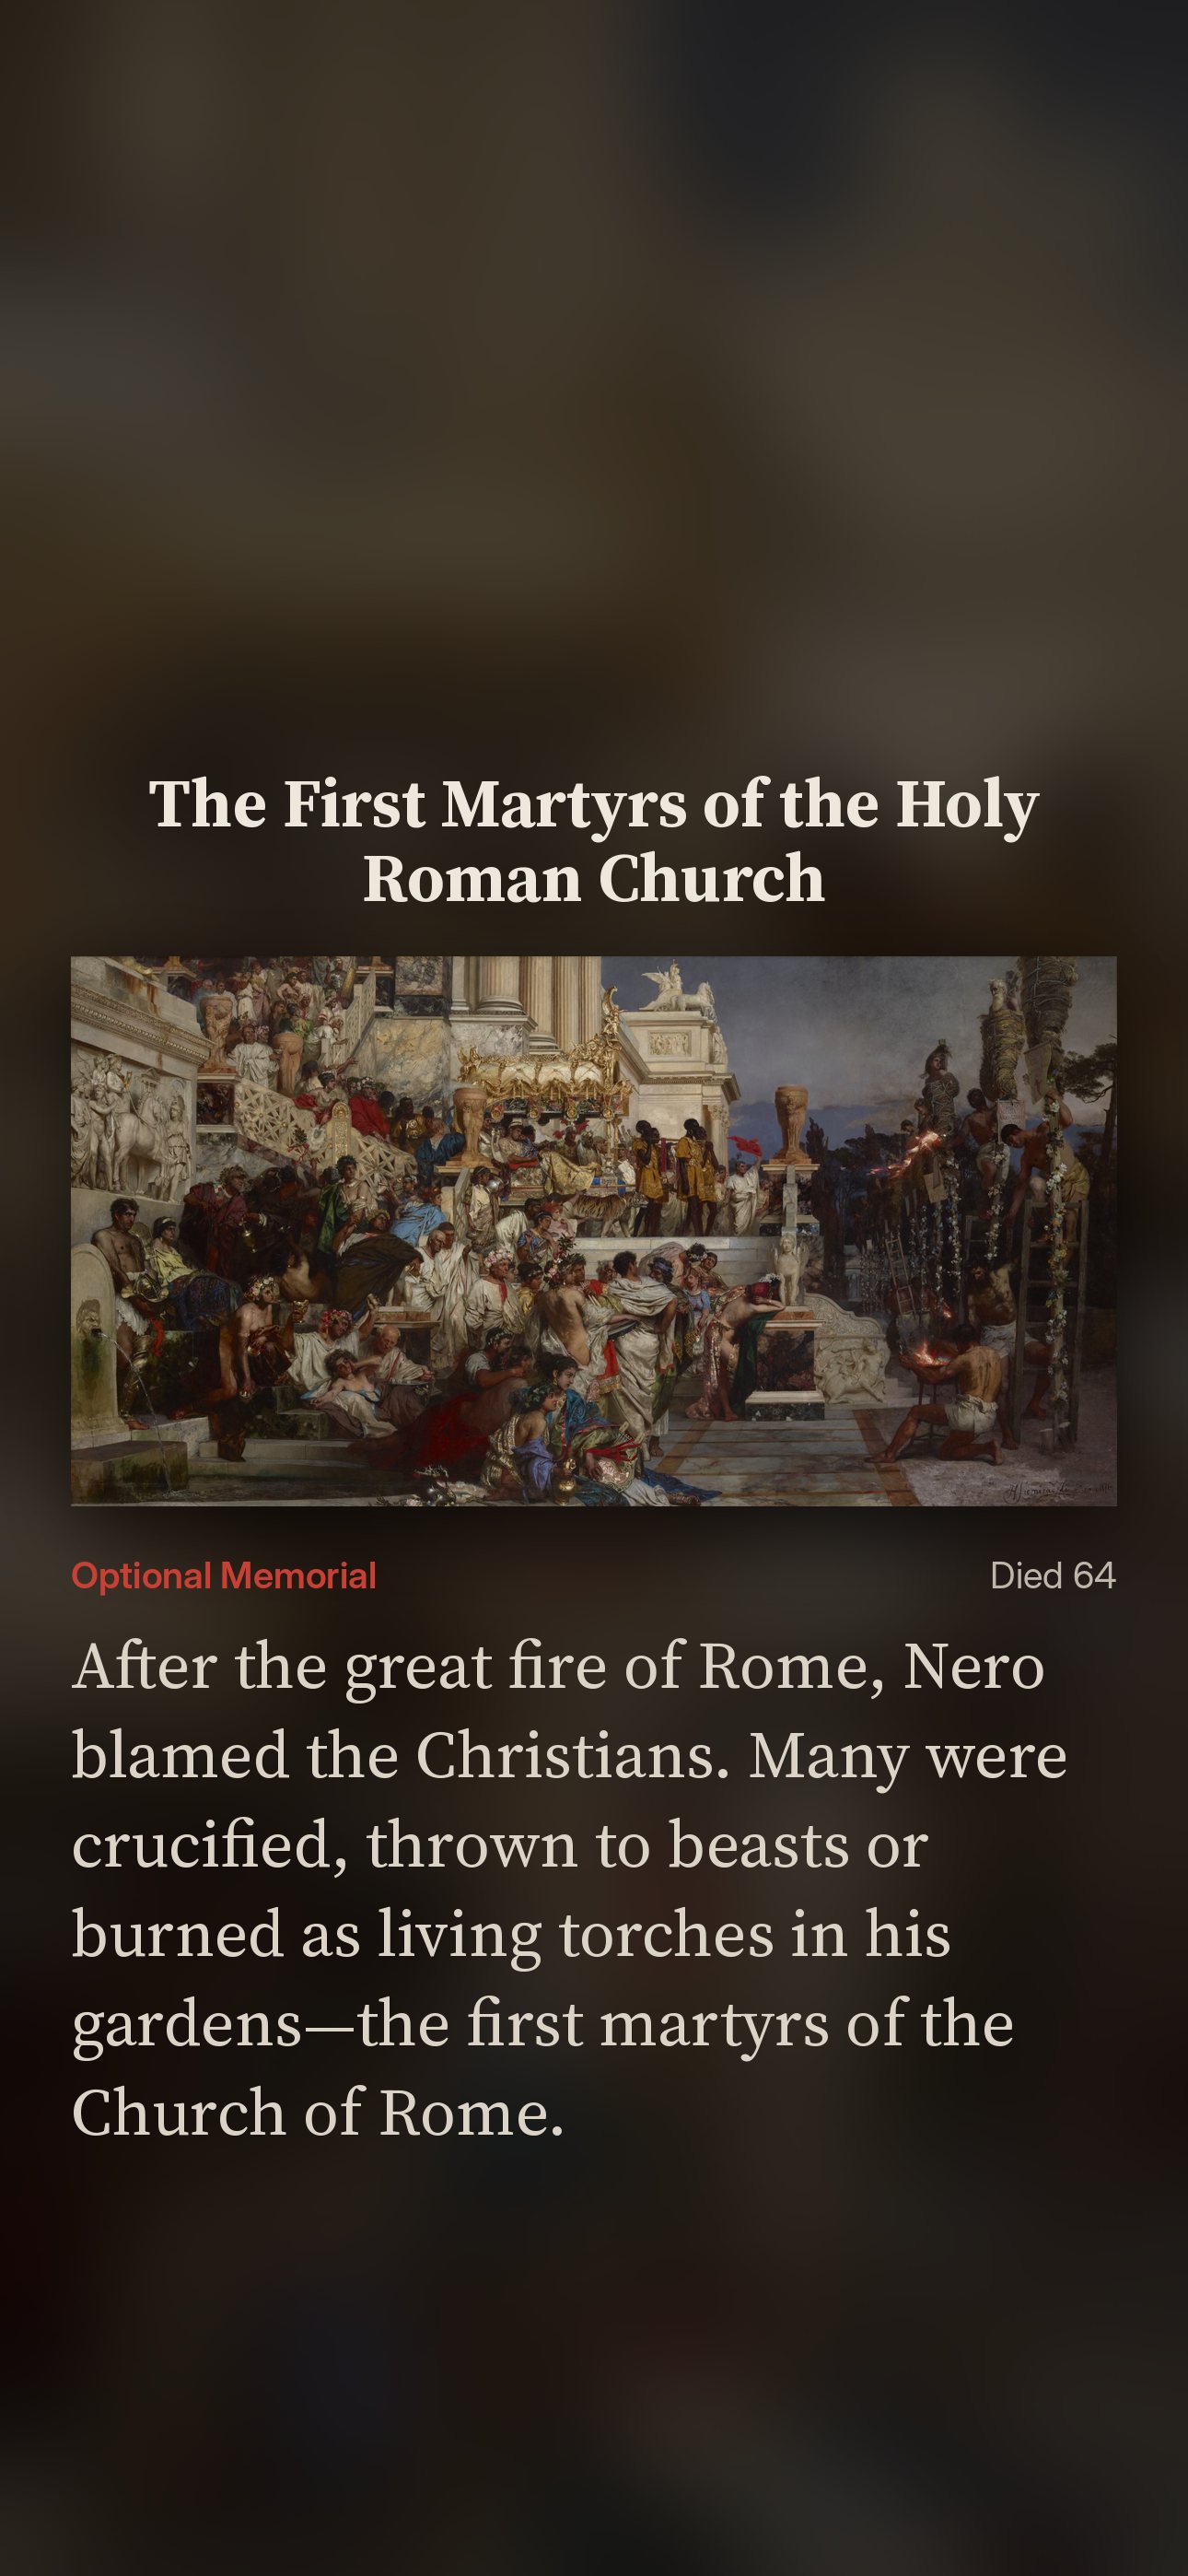 The First Martyrs of the Holy
Roman Church
Optional Memorial
Died 64
After the great fire of Rome, Nero
blamed the Christians. Many were
crucified, thrown to beasts or
burned as living torches in his
gardens—the first martyrs of the
Church of Rome.